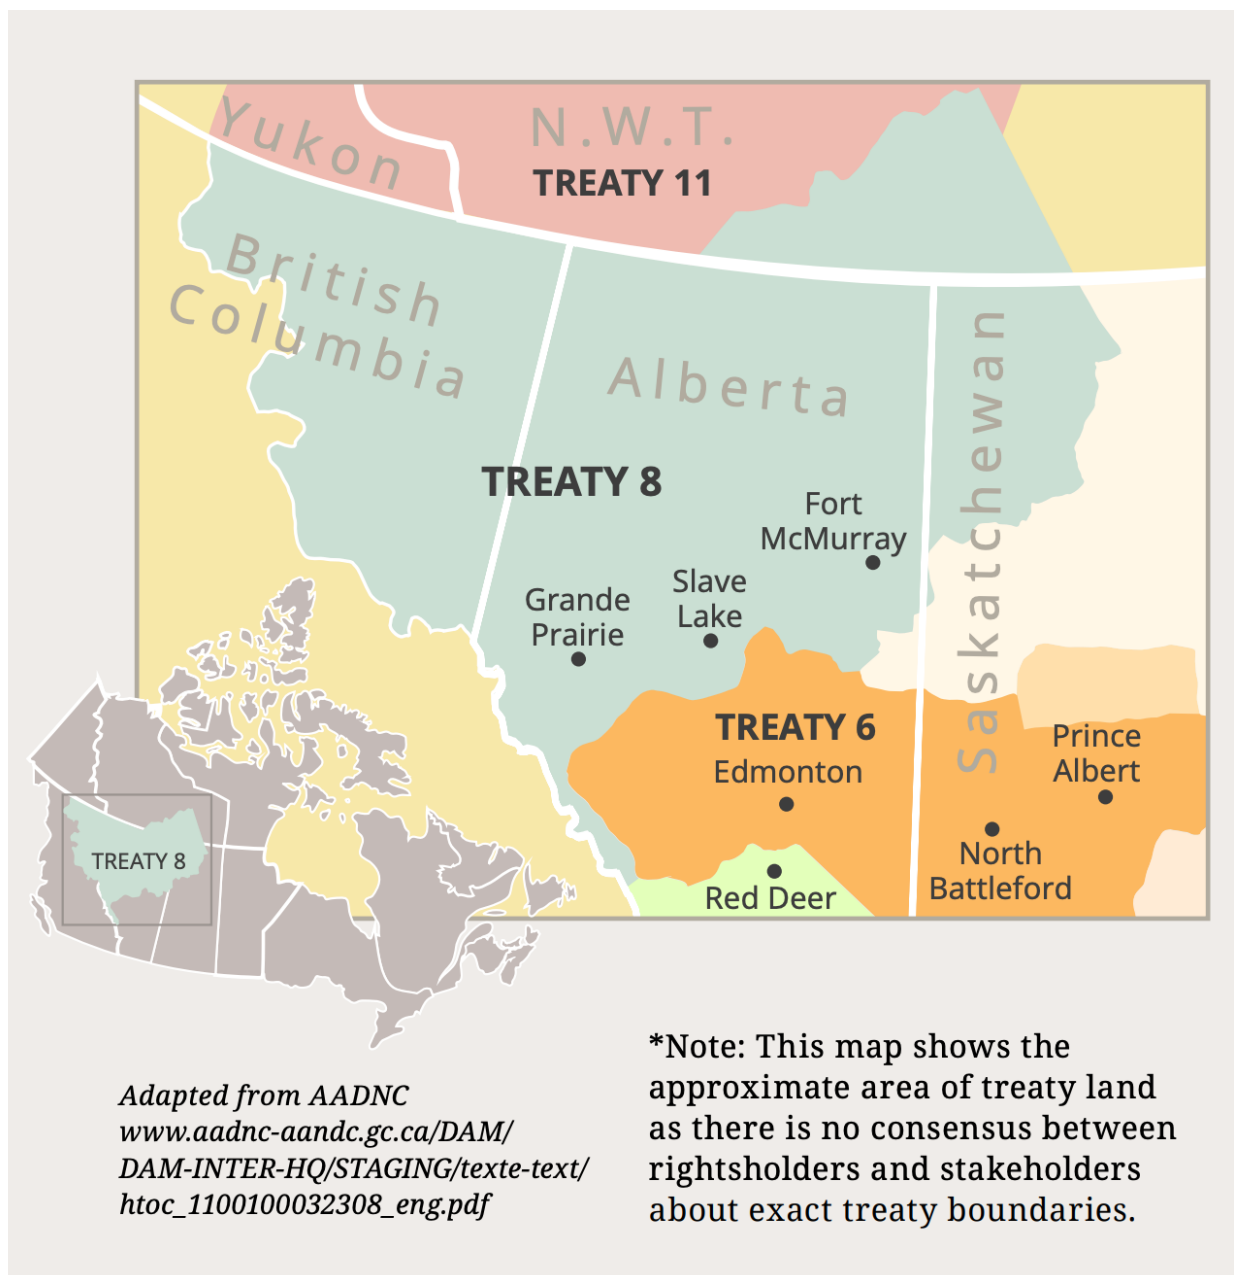 Yukon
N.W.T.
TREATY 11
British
Columbia
Alberta
Saskatchewan
TREATY 8
Fort
McMurray
Slave
Lake
Grande
Prairie
TREATY 6
Edmonton
Prince
Albert
North
Battleford
Red Deer
TREATY 8
*Note: This map shows the
approximate area of treaty land
as there is no consensus between
rightsholders and stakeholders
about exact treaty boundaries.
Adapted from AADNC
www.aadnc-aandc.gc.ca/DAM/
DAM-INTER-HQ/STAGING/texte-text/
htoc_1100100032308_eng.pdf